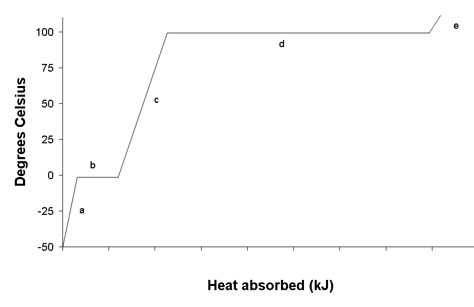 100
75
50
25
0
-25
-50
Degrees Celsius
a
b
c
d
e
Heat absorbed (kJ)